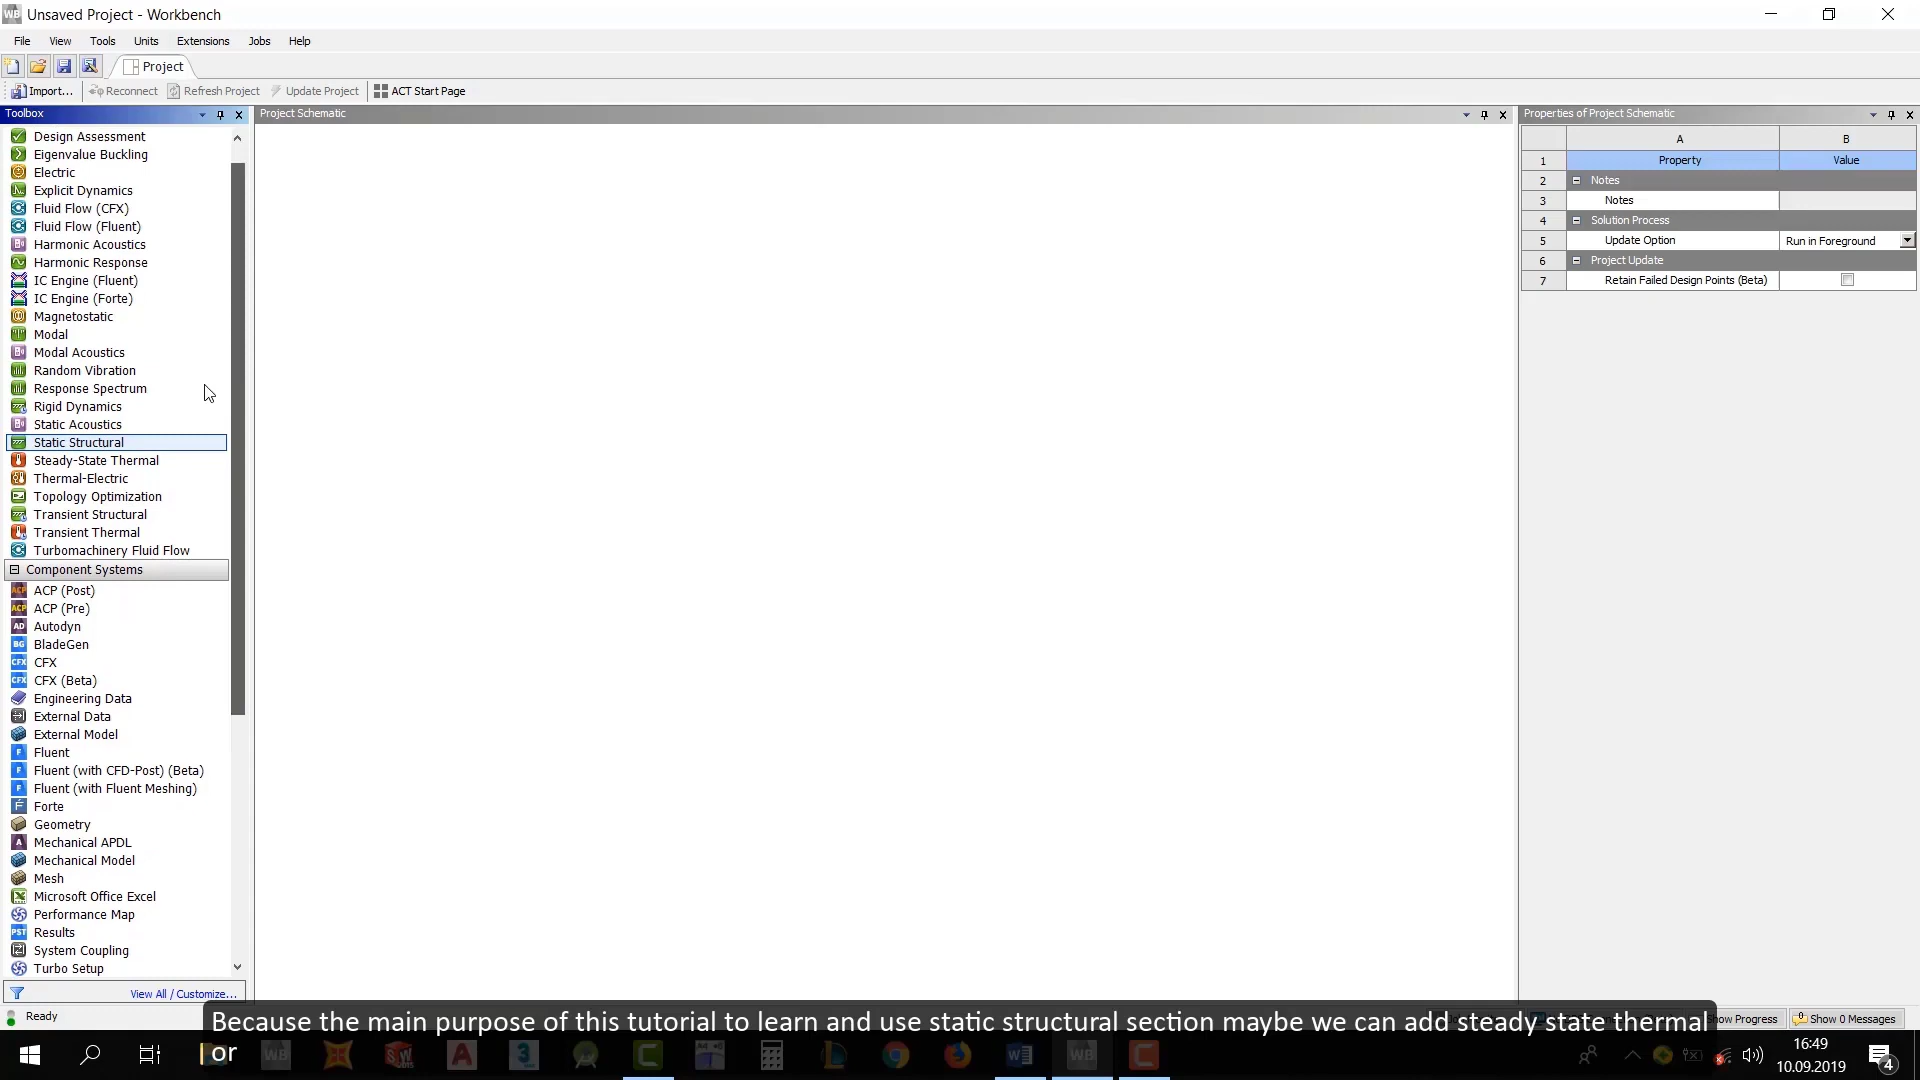 Unsaved Project - Workbench
File View Tools Units Extensions Jobs Help
Project
Import... Reconnect Refresh Project Update Project ACT Start Page
Toolbox
Design Assessment
Eigenvalue Buckling
Electric
Explicit Dynamics
Fluid Flow (CFX)
Fluid Flow (Fluent)
Harmonic Acoustics
Harmonic Response
IC Engine (Fluent)
IC Engine (Forte)
Magnetostatic
Modal
Modal Acoustics
Random Vibration
Response Spectrum
Rigid Dynamics
Static Acoustics
Static Structural
Steady-State Thermal
Thermal-Electric
Topology Optimization
Transient Structural
Transient Thermal
Turbomachinery Fluid Flow
Component Systems
ACP (Post)
ACP (Pre)
Autodyn
BladeGen
CFX
CFX (Beta)
Engineering Data
External Data
External Model
Fluent
Fluent (with CFD-Post) (Beta)
Fluent (with Fluent Meshing)
Forte
Geometry
Mechanical APDL
Mechanical Model
Mesh
Microsoft Office Excel
Performance Map
Results
System Coupling
Turbo Setup
View All / Customize...
Project Schematic
Properties of Project Schematic
A B
1 Property Value
2 Notes
3 Notes
4 Solution Process
5 Update Option Run in Foreground
6 Project Update
7 Retain Failed Design Points (Beta)
Ready
Show Progress Show 0 Messages
Because the main purpose of this tutorial to learn and use static structural section maybe we can add steady state thermal
or
16:49
10.09.2019
4